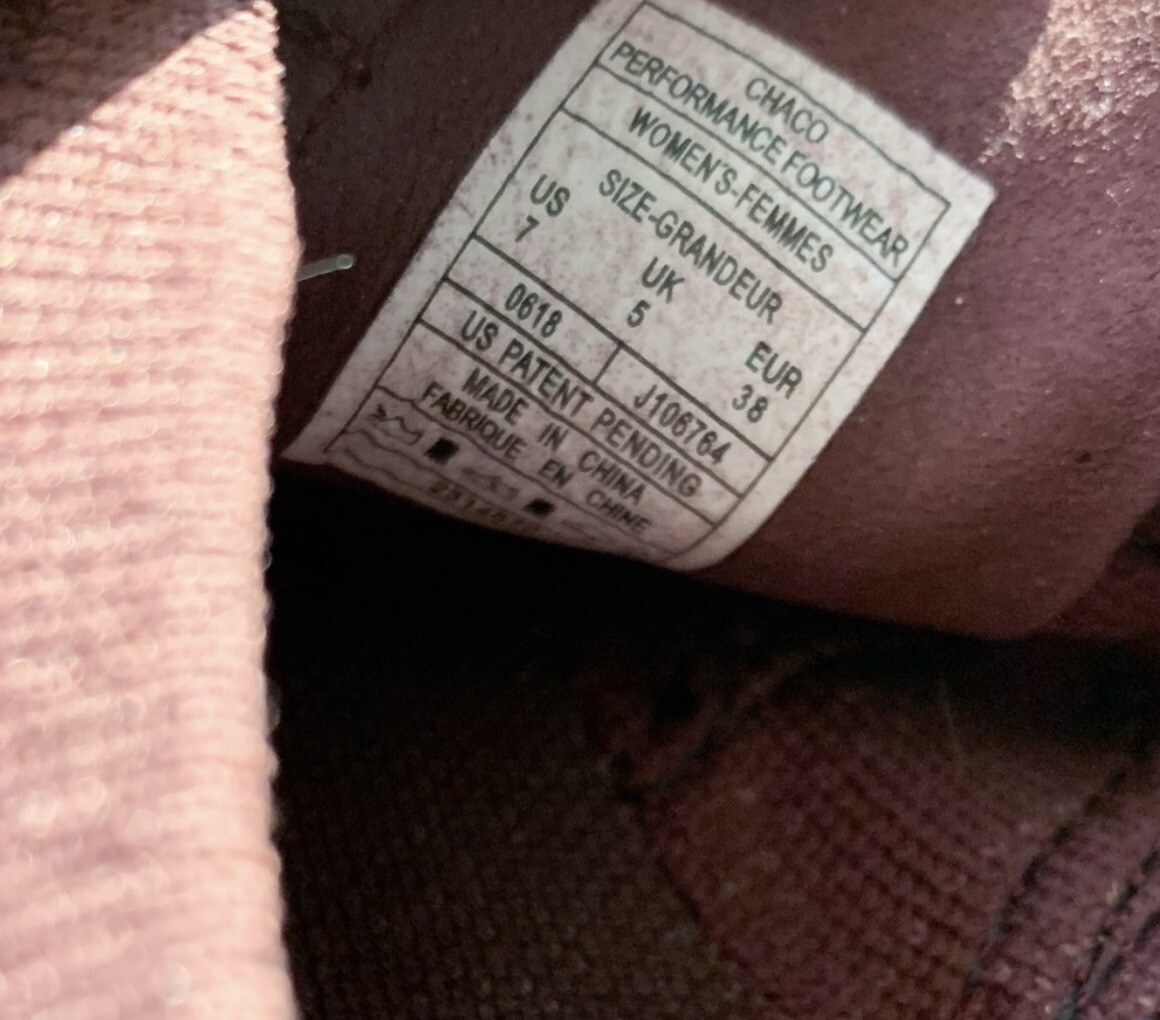 CHACO
PERFORMANCE FOOTWEAR
WOMEN'S-FEMMES
SIZE-GRANDEUR
US UK EUR
7 5 38
0618 J106764
US PATENT PENDING
MADE IN CHINA
FABRIQUE EN CHINE